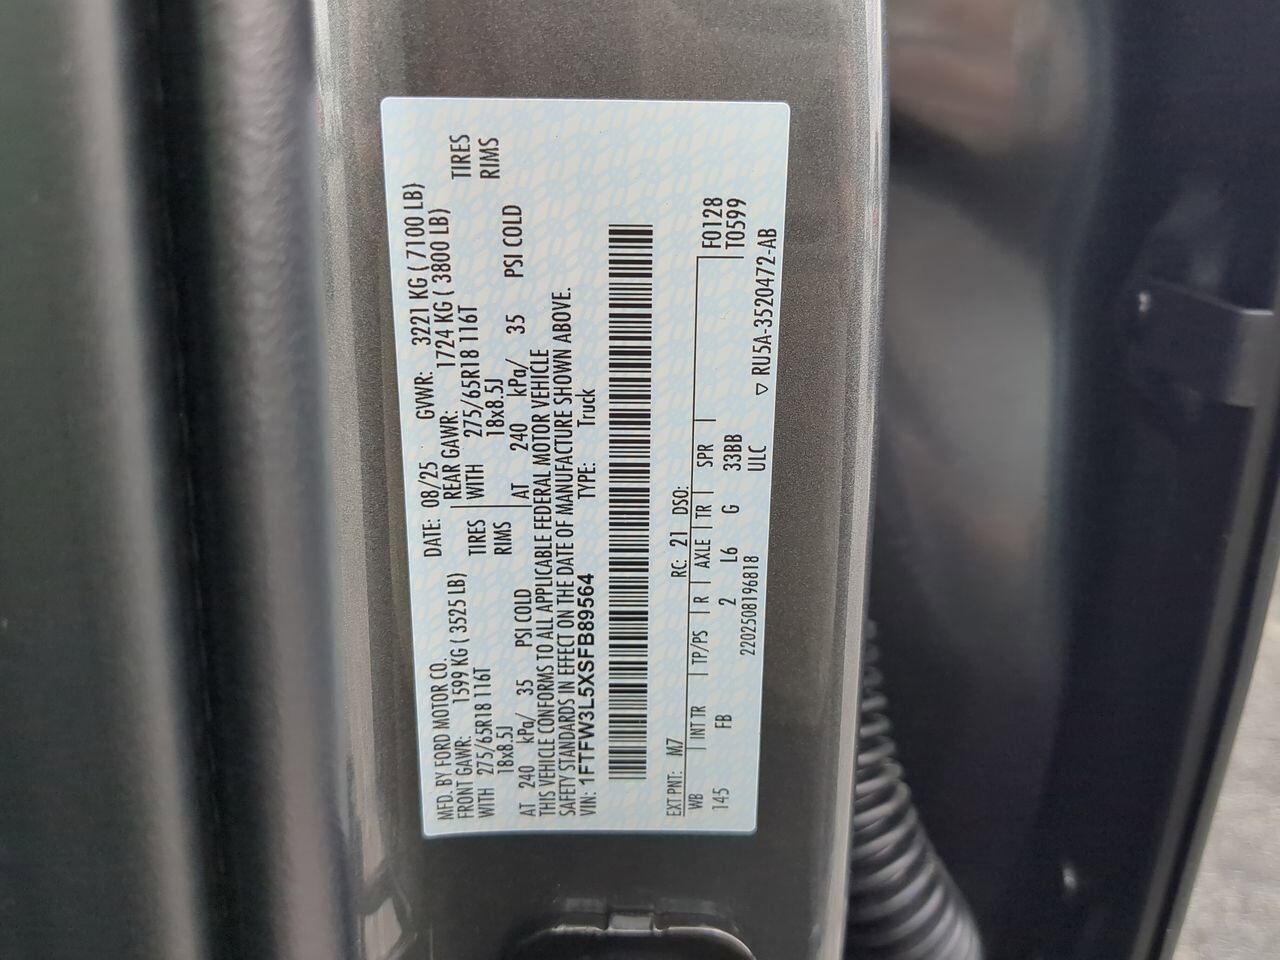 MFD. BY FORD MOTOR CO. DATE: 08/25 GVWR: 3221 KG ( 7100 LB)
FRONT GAWR: 1599 KG ( 3525 LB) REAR GAWR: 1724 KG ( 3800 LB)
WITH 275/65R18 116T TIRES WITH 275/65R18 116T TIRES
18x8.5J RIMS 18x8.5J RIMS
AT 240 kPa/ 35 PSI COLD AT 240 kPa/ 35 PSI COLD
THIS VEHICLE CONFORMS TO ALL APPLICABLE FEDERAL MOTOR VEHICLE
SAFETY STANDARDS IN EFFECT ON THE DATE OF MANUFACTURE SHOWN ABOVE.
VIN: 1FTFW3L5XSFB89564 TYPE: Truck
EXT PNT: M7 RC: 21 DSO:
WB INT TR TP/PS R AXLE TR SPR F0128
145 FB 2 L6 G 33BB T0599
2202508196818 ULC ▽ RU5A-3520472-AB